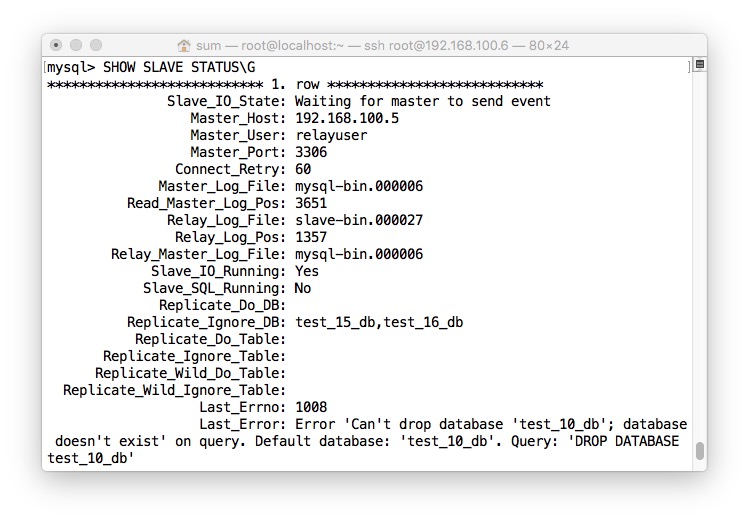 sum — root@localhost:~ — ssh root@192.168.100.6 — 80×24
[mysql> SHOW SLAVE STATUS\G ]
*************************** 1. row ***************************
Slave_IO_State: Waiting for master to send event
Master_Host: 192.168.100.5
Master_User: relayuser
Master_Port: 3306
Connect_Retry: 60
Master_Log_File: mysql-bin.000006
Read_Master_Log_Pos: 3651
Relay_Log_File: slave-bin.000027
Relay_Log_Pos: 1357
Relay_Master_Log_File: mysql-bin.000006
Slave_IO_Running: Yes
Slave_SQL_Running: No
Replicate_Do_DB:
Replicate_Ignore_DB: test_15_db,test_16_db
Replicate_Do_Table:
Replicate_Ignore_Table:
Replicate_Wild_Do_Table:
Replicate_Wild_Ignore_Table:
Last_Errno: 1008
Last_Error: Error 'Can't drop database 'test_10_db'; database
doesn't exist' on query. Default database: 'test_10_db'. Query: 'DROP DATABASE
test_10_db'